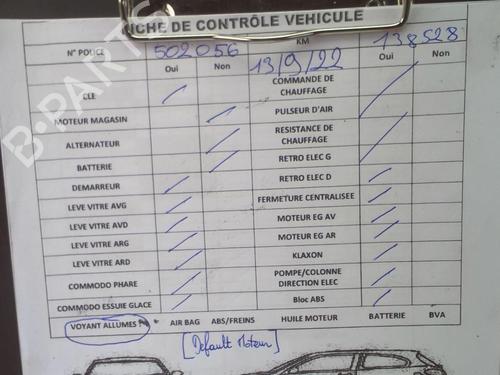 FICHE DE CONTRÔLE VEHICULE
N° POLICE 502056 KM 138528
Oui Non 13/9/22 COMMANDE DE CHAUFFAGE Oui Non
CLE
MOTEUR MAGASIN PULSEUR D'AIR
ALTERNATEUR RESISTANCE DE CHAUFFAGE
BATTERIE RETRO ELEC G
DEMARREUR RETRO ELEC D
LEVE VITRE AVG FERMETURE CENTRALISEE
LEVE VITRE AVD MOTEUR EG AV
LEVE VITRE ARG MOTEUR EG AR
LEVE VITRE ARD KLAXON
COMMODO PHARE POMPE/COLONNE DIRECTION ELEC
COMMODO ESSUIE GLACE Bloc ABS
VOYANT ALLUMES AIR BAG ABS/FREINS HUILE MOTEUR BATTERIE BVA
[Default Moteur]
B-PARTS